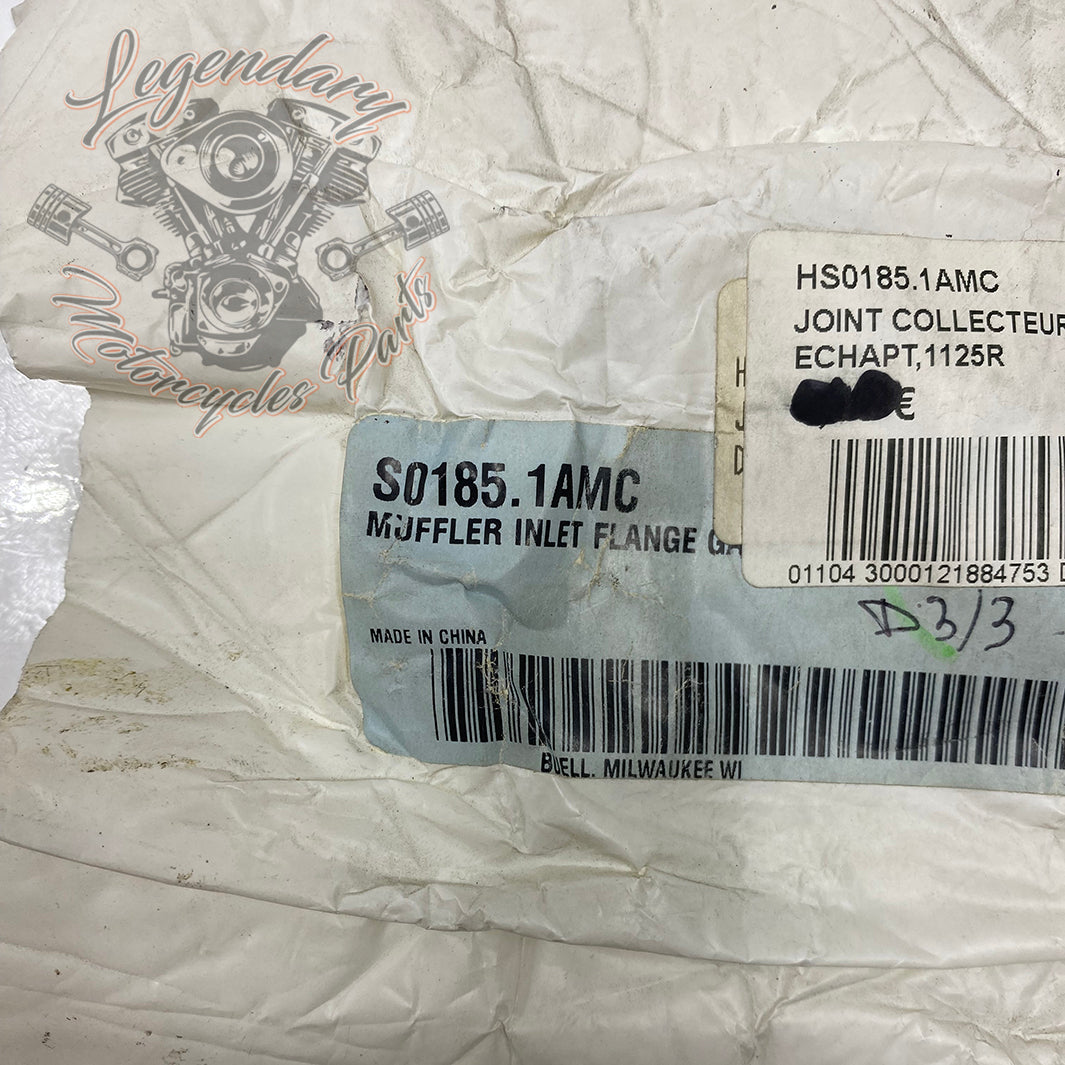 Legendary
Motorcycles Parts
HS0185.1AMC
JOINT COLLECTEUR
ECHAPT,1125R
€
H
J
D
S0185.1AMC
MUFFLER INLET FLANGE GA
01104 3000121884753 D
D3/3 -
MADE IN CHINA
BUELL. MILWAUKEE WI